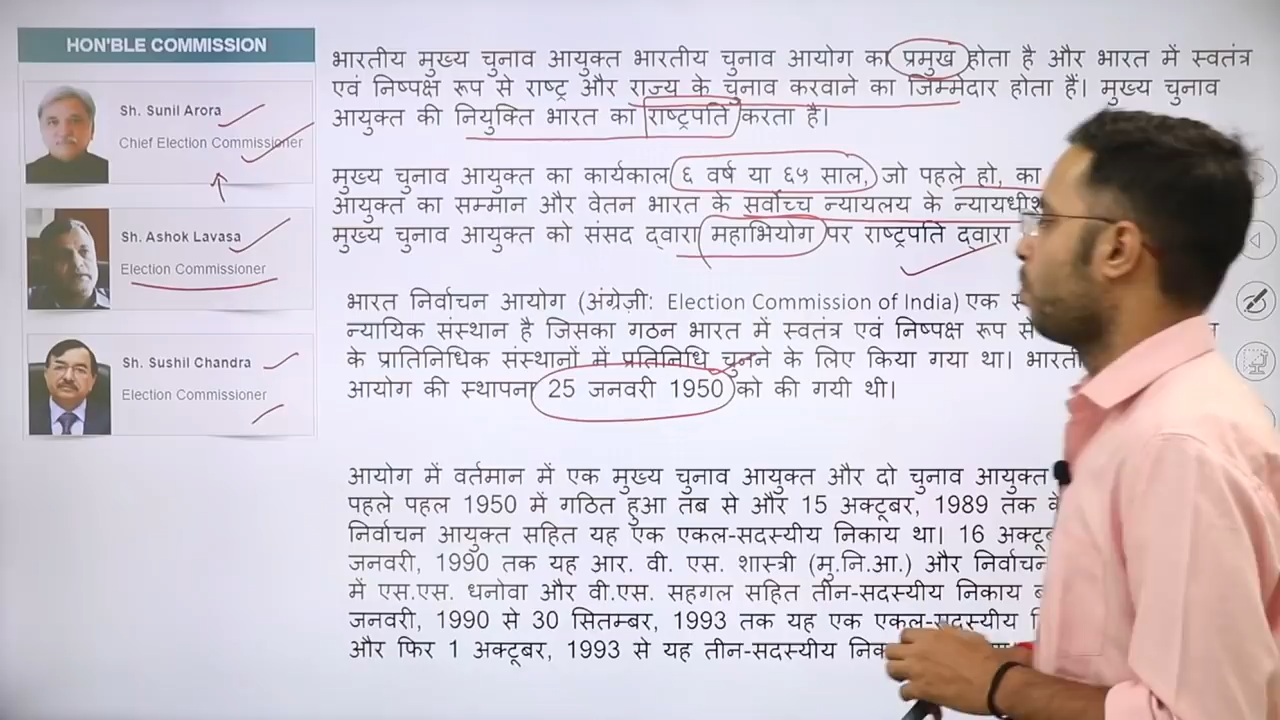 HON'BLE COMMISSION
Sh. Sunil Arora
Chief Election Commissioner
Sh. Ashok Lavasa
Election Commissioner
Sh. Sushil Chandra
Election Commissioner
भारतीय मुख्य चुनाव आयुक्त भारतीय चुनाव आयोग का प्रमुख होता है और भारत में स्वतंत्र
एवं निष्पक्ष रूप से राष्ट्र और राज्य के चुनाव करवाने का जिम्मेदार होता हैं। मुख्य चुनाव
आयुक्त की नियुक्ति भारत का राष्ट्रपति करता है।
मुख्य चुनाव आयुक्त का कार्यकाल ६ वर्ष या ६५ साल, जो पहले हो, का
आयुक्त का सम्मान और वेतन भारत के सर्वोच्च न्यायलय के न्यायधीश
मुख्य चुनाव आयुक्त को संसद द्वारा महाभियोग पर राष्ट्रपति द्वारा
भारत निर्वाचन आयोग (अंग्रेज़ी: Election Commission of India) एक
न्यायिक संस्थान है जिसका गठन भारत में स्वतंत्र एवं निष्पक्ष रूप से
के प्रातिनिधिक संस्थानों में प्रतिनिधि चुनने के लिए किया गया था।
आयोग की स्थापना 25 जनवरी 1950 को की गयी थी।
आयोग में वर्तमान में एक मुख्य चुनाव आयुक्त और दो चुनाव आयुक्त
पहले पहल 1950 में गठित हुआ तब से और 15 अक्टूबर, 1989 तक
निर्वाचन आयुक्त सहित यह एक एकल-सदस्यीय निकाय था। 16
जनवरी, 1990 तक यह आर. वी. एस. शास्त्री (मु.नि.आ.) और निर्वाचन
में एस.एस. धनोवा और वी.एस. सहगल सहित तीन-सदस्यीय निकाय
जनवरी, 1990 से 30 सितम्बर, 1993 तक यह एक एकल-सदस्यीय
और फिर 1 अक्टूबर, 1993 से यह तीन-सदस्यीय